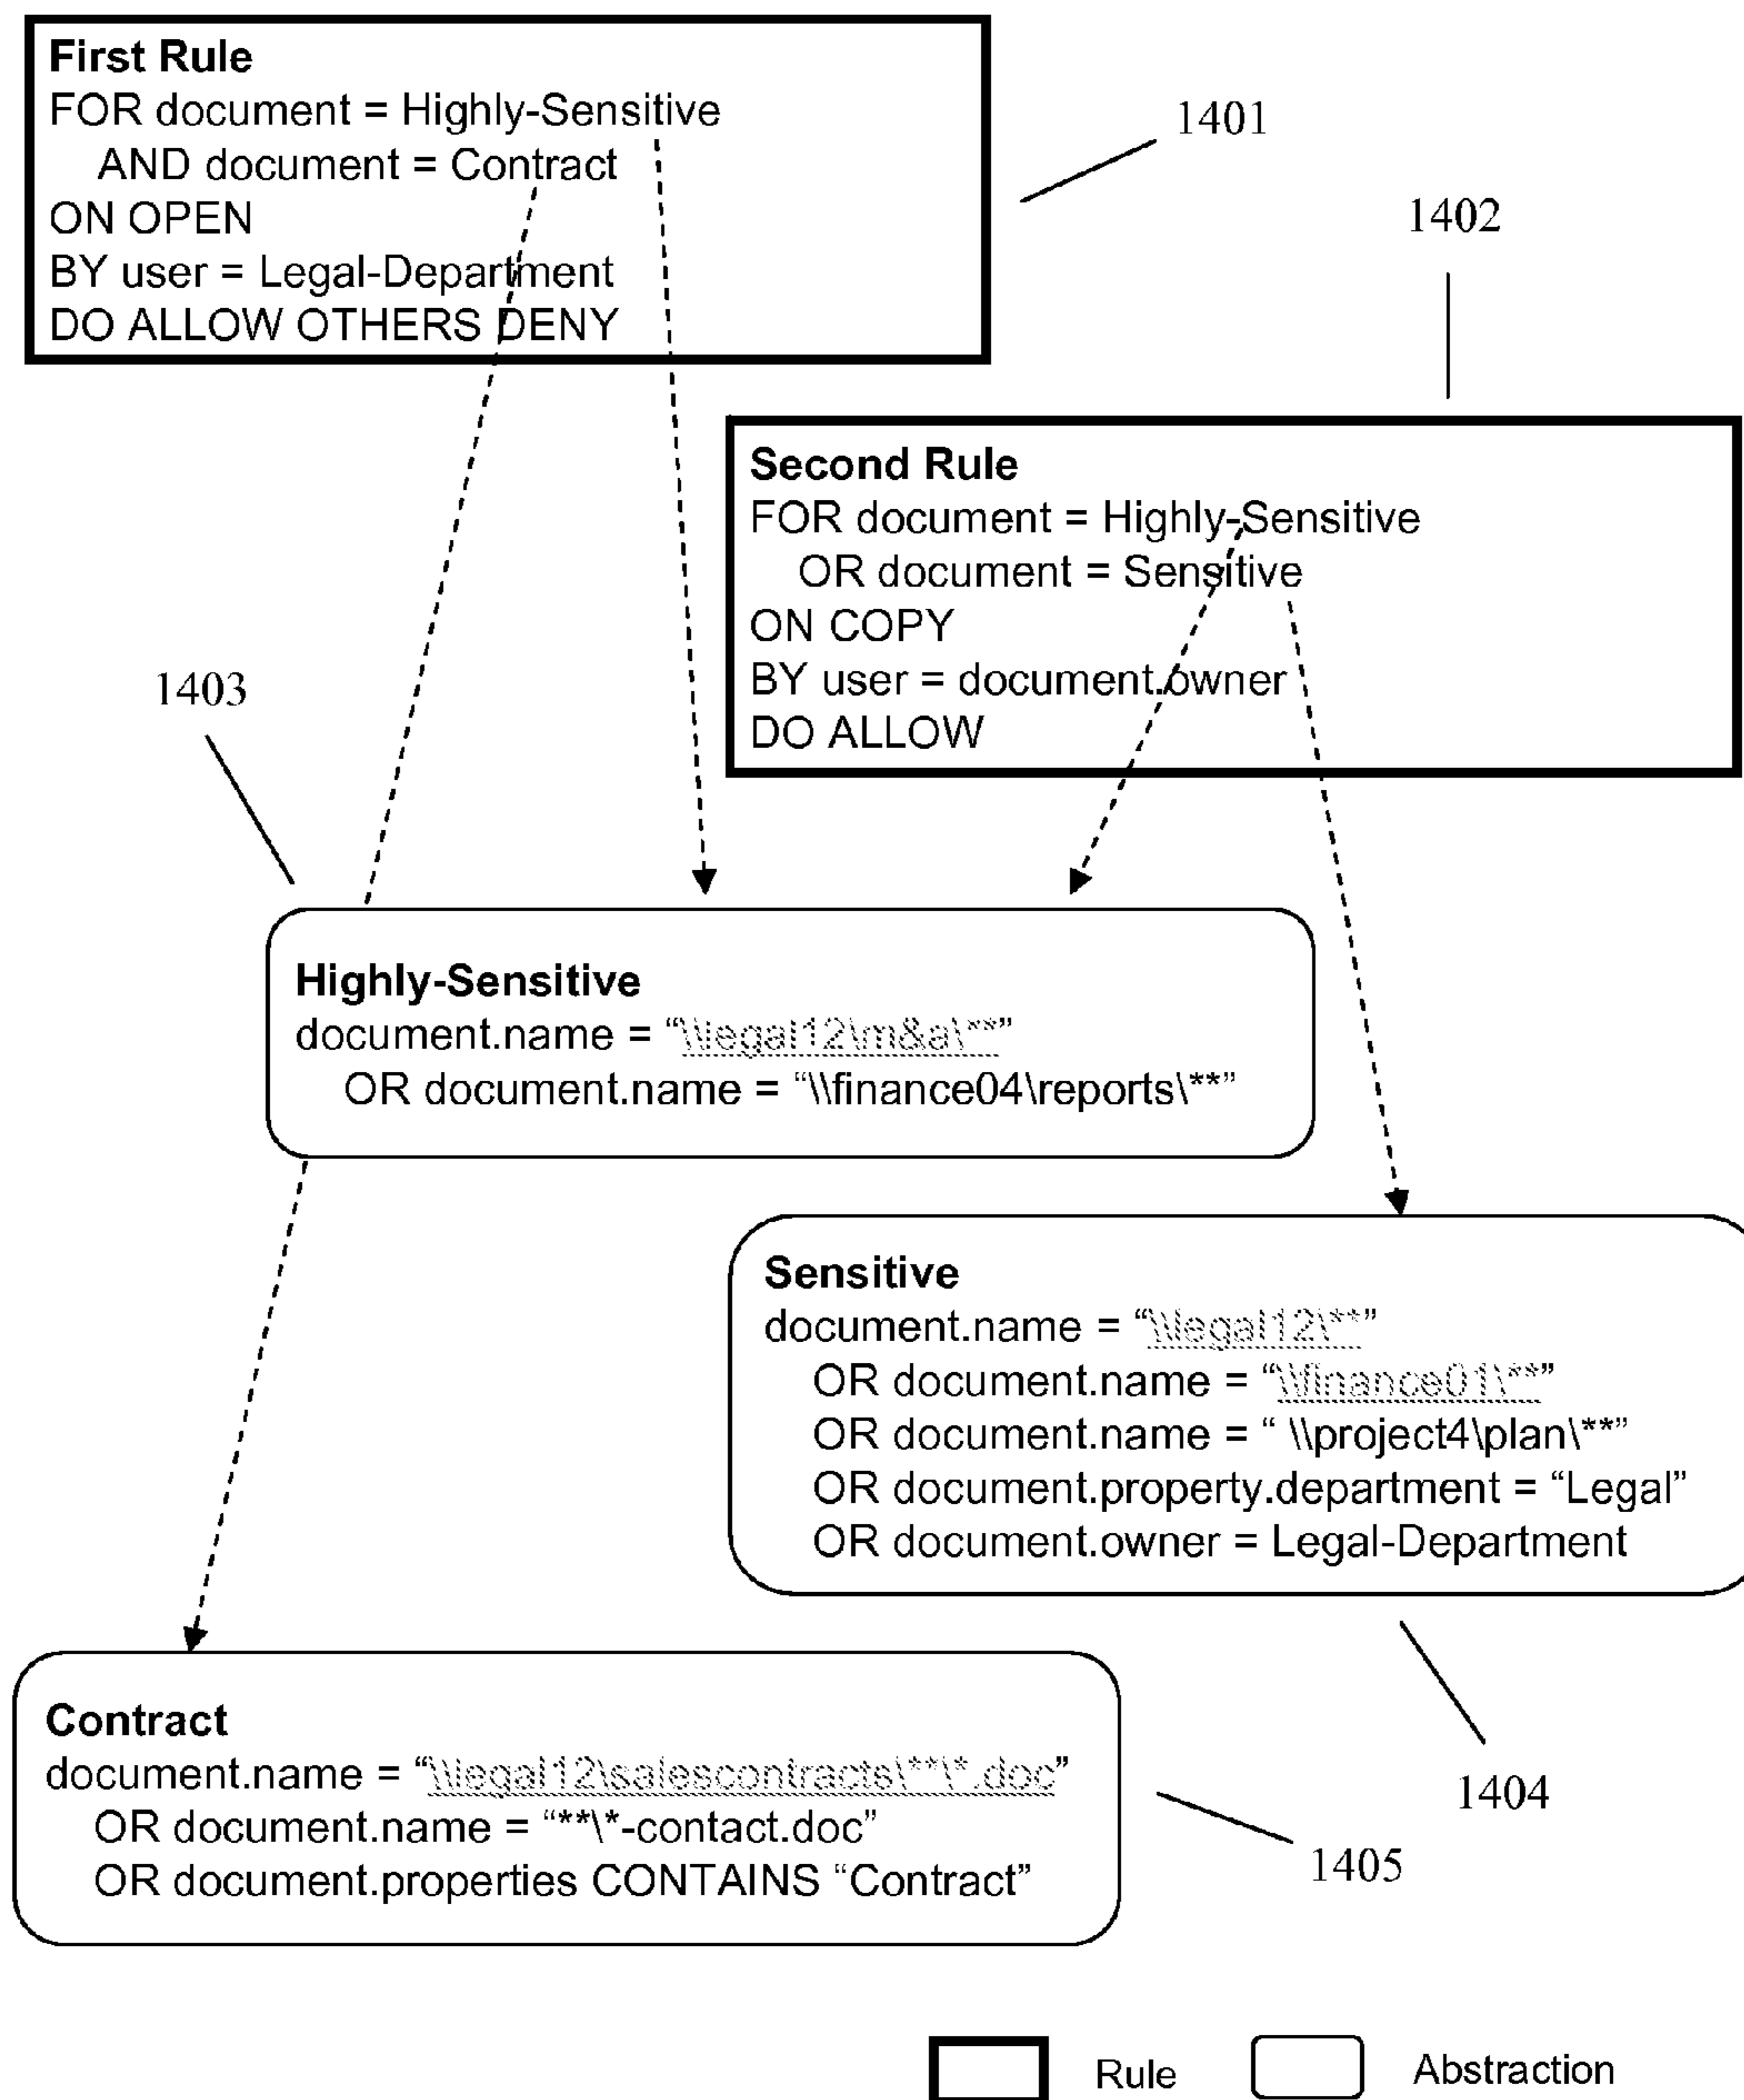 First Rule
FOR document = Highly-Sensitive
AND document = Contract
ON OPEN
BY user = Legal-Department
DO ALLOW OTHERS DENY
1401
1402
Second Rule
FOR document = Highly-Sensitive
OR document = Sensitive
ON COPY
BY user = document.owner
DO ALLOW
1403
Highly-Sensitive
document.name = “\\legal12\m&a\**”
OR document.name = “\\finance04\reports\**”
Sensitive
document.name = “\\legal12\**”
OR document.name = “\\finance01\**”
OR document.name = “ \\project4\plan\**”
OR document.property.department = “Legal”
OR document.owner = Legal-Department
1404
Contract
document.name = “\\legal12\salescontracts\**\*.doc”
OR document.name = “**\*-contact.doc”
OR document.properties CONTAINS “Contract”
1405
Rule
Abstraction